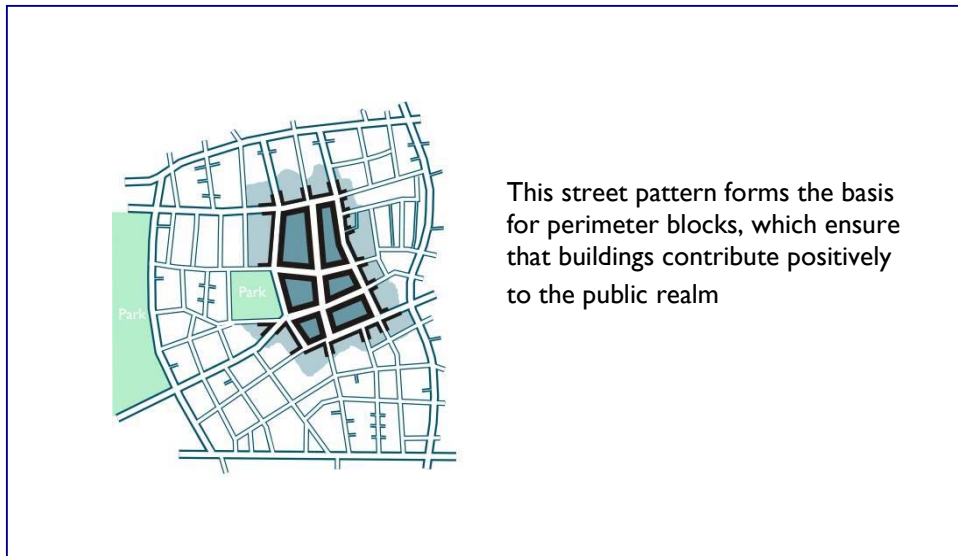 This street pattern forms the basis
for perimeter blocks, which ensure
that buildings contribute positively
to the public realm
Park
Park